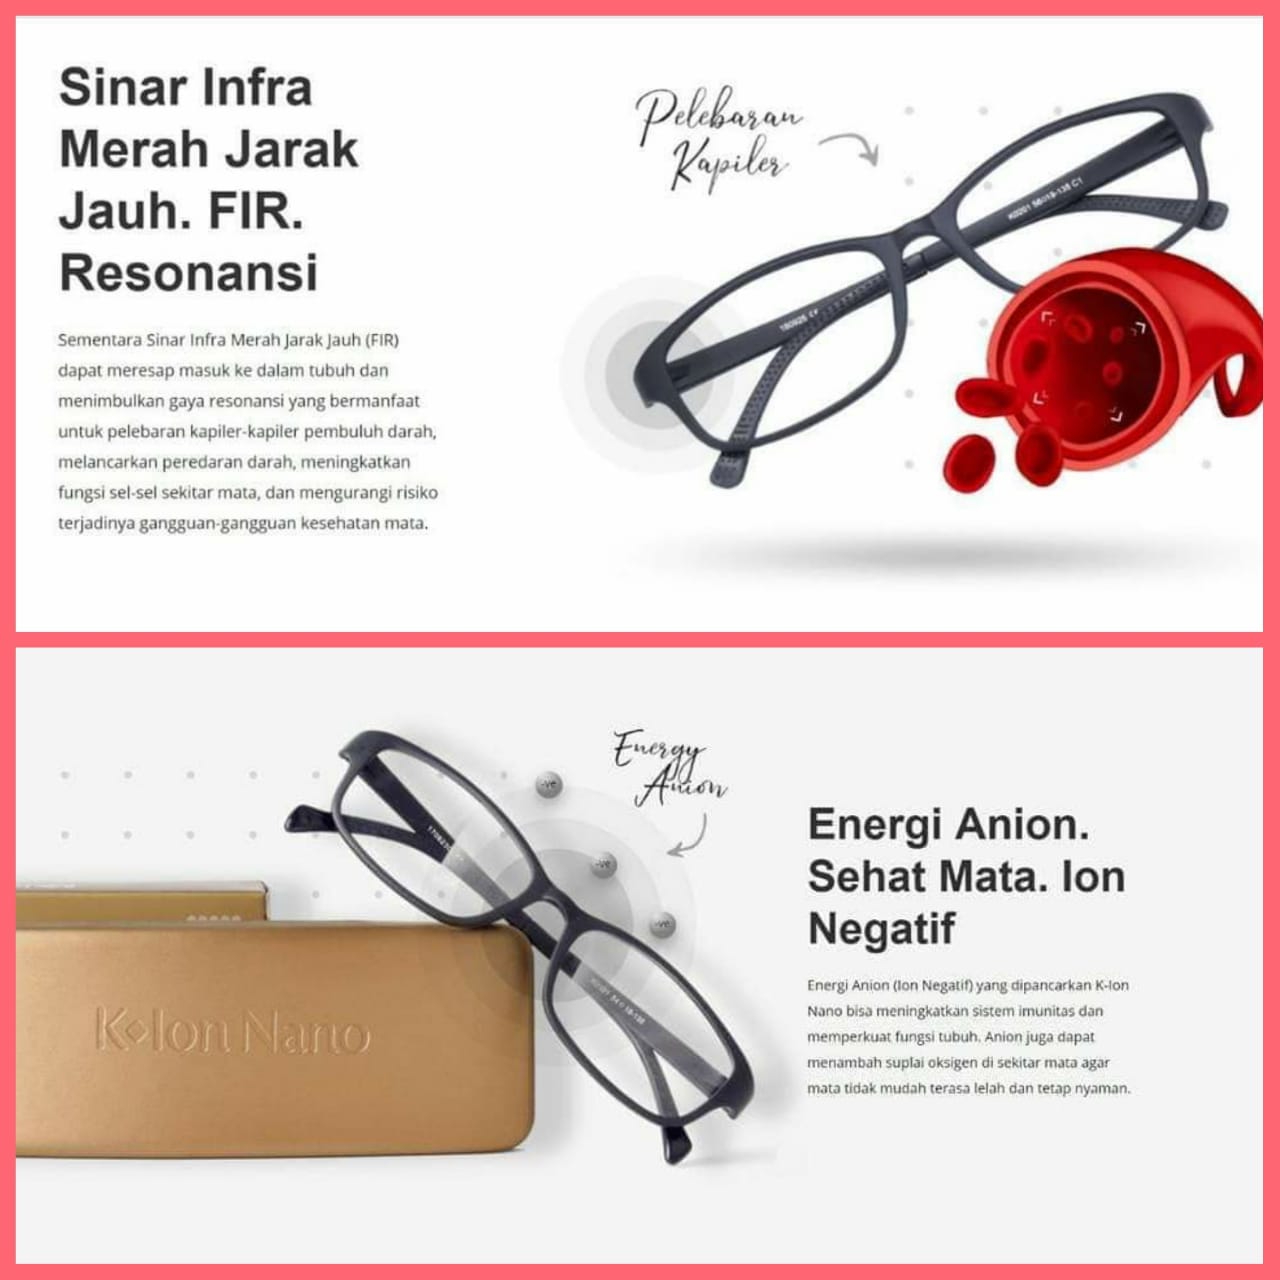 Sinar Infra
Merah Jarak
Jauh. FIR.
Resonansi
Sementara Sinar Infra Merah Jarak Jauh (FIR)
dapat meresap masuk ke dalam tubuh dan
menimbulkan gaya resonansi yang bermanfaat
untuk pelebaran kapiler-kapiler pembuluh darah,
melancarkan peredaran darah, meningkatkan
fungsi sel-sel sekitar mata, dan mengurangi risiko
terjadinya gangguan-gangguan kesehatan mata.
Pelebaran
Kapiler
Energy
Anion
-ve
-ve
-ve
K-Ion Nano
Energi Anion.
Sehat Mata. Ion
Negatif
Energi Anion (Ion Negatif) yang dipancarkan K-Ion
Nano bisa meningkatkan sistem imunitas dan
memperkuat fungsi tubuh. Anion juga dapat
menambah suplai oksigen di sekitar mata agar
mata tidak mudah terasa lelah dan tetap nyaman.